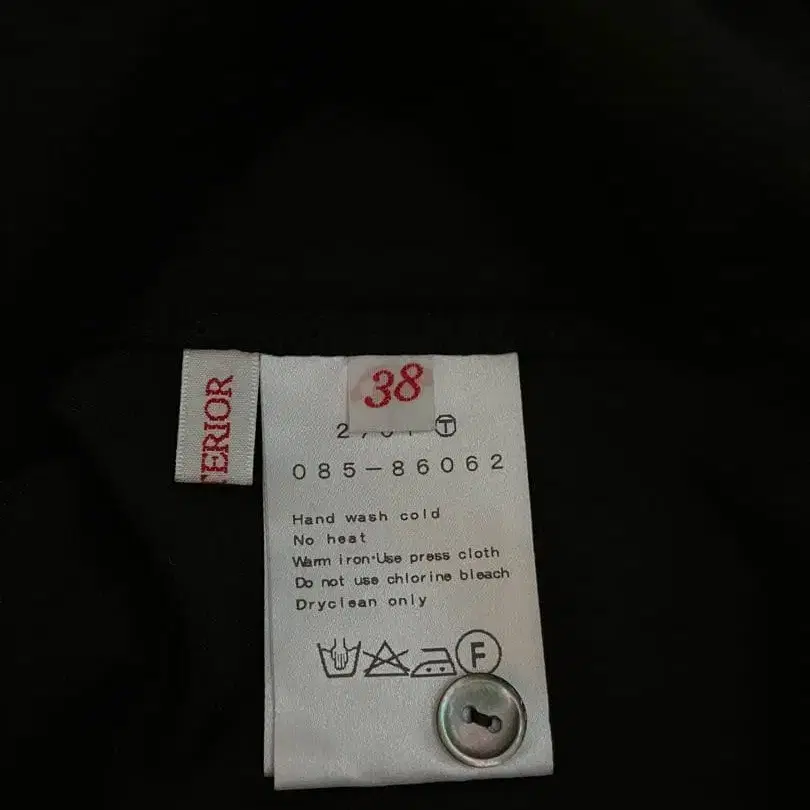 38
085-86062
Hand wash cold
No heat
Warm iron·Use press cloth
Do not use chlorine bleach
Dryclean only
F
TERIOR